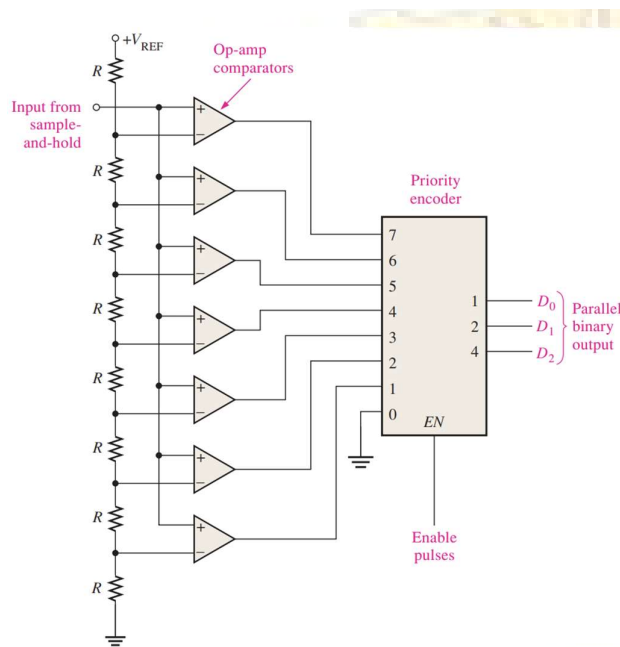 +V_REF
R
Op-amp
comparators
Input from
sample-
and-hold
+
−
R
+
−
Priority
encoder
R
+
−
7
6
5
R
+
−
4
1
D₀
Parallel
3
2
D₁
binary
output
2
4
D₂
R
+
−
1
0
EN
R
+
−
R
+
−
Enable
pulses
R